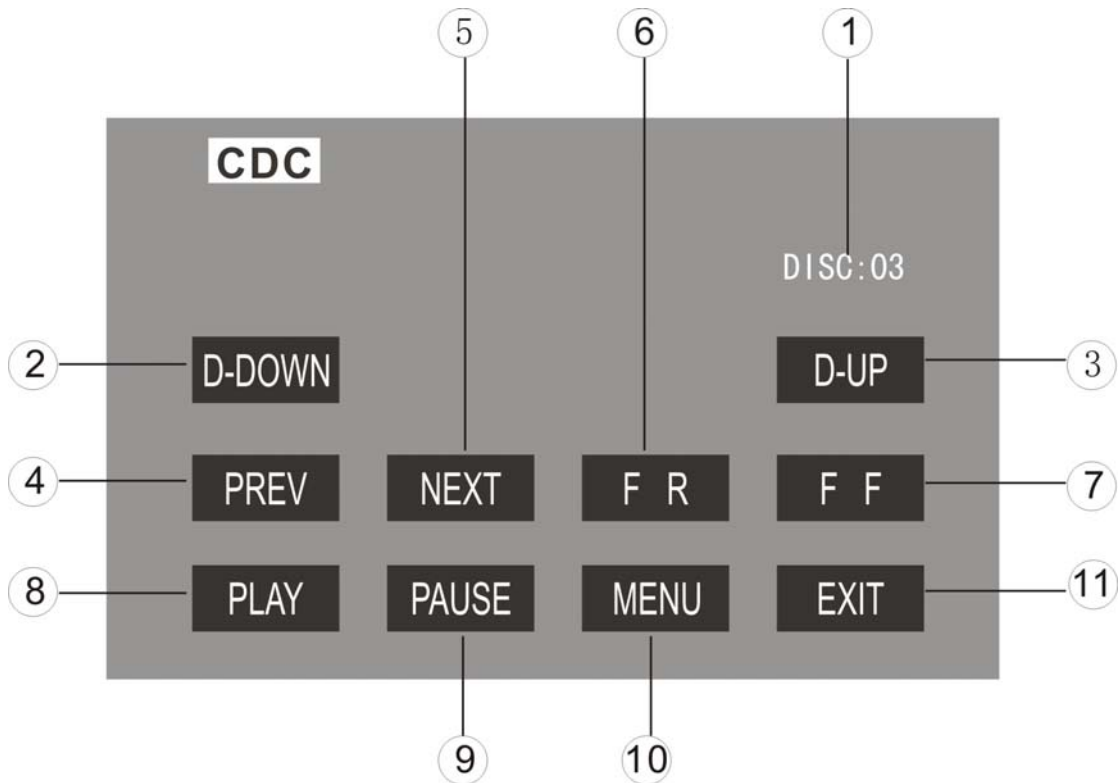 ⑤ ⑥ ①
CDC
DISC:03
② D-DOWN D-UP ③
④ PREV NEXT F R F F ⑦
⑧ PLAY PAUSE MENU EXIT ⑪
⑨ ⑩